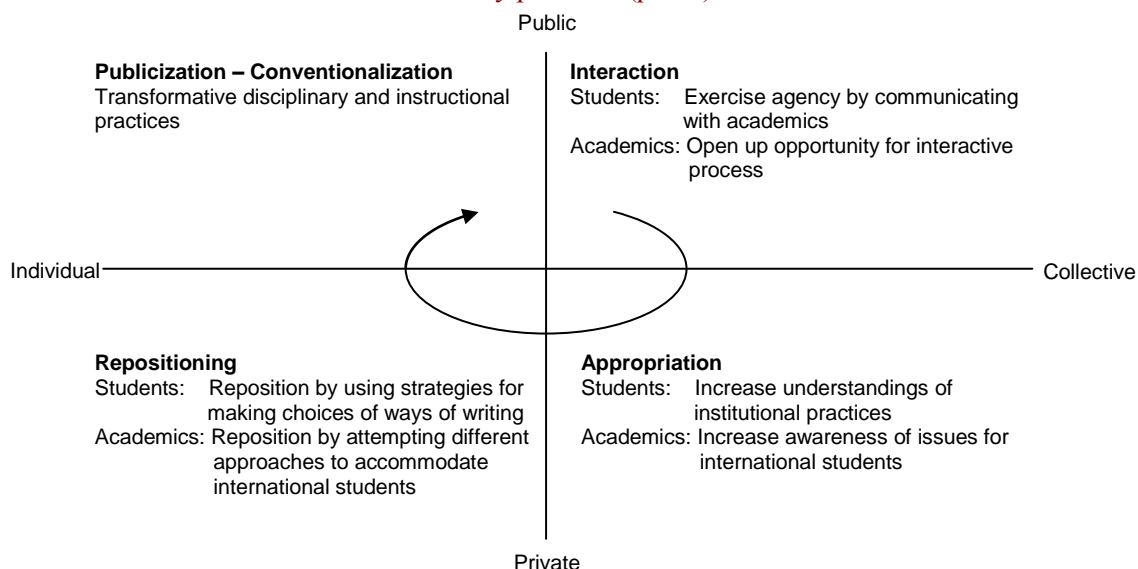 Public
Publicization – Conventionalization
Transformative disciplinary and instructional
practices
Interaction
Students: Exercise agency by communicating
with academics
Academics: Open up opportunity for interactive
process
Individual
Collective
Repositioning
Students: Reposition by using strategies for
making choices of ways of writing
Academics: Reposition by attempting different
approaches to accommodate
international students
Appropriation
Students: Increase understandings of
institutional practices
Academics: Increase awareness of issues for
international students
Private